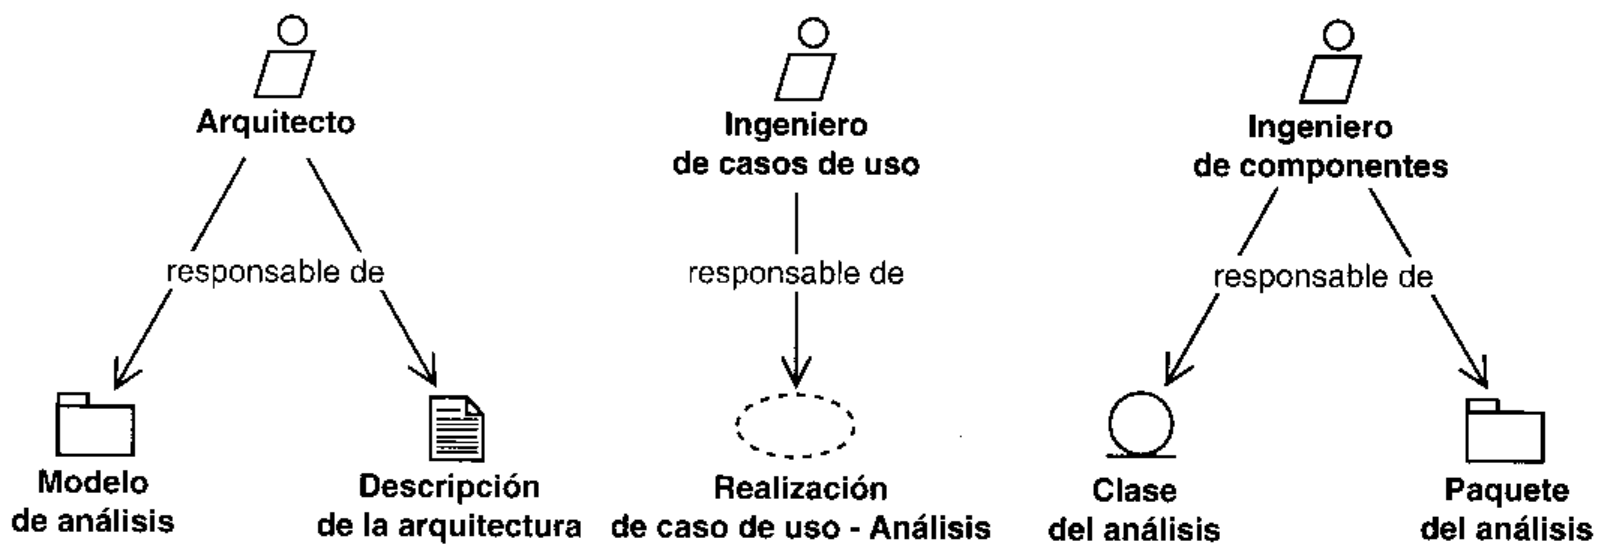 Arquitecto
Ingeniero
de casos de uso
Ingeniero
de componentes
responsable de
responsable de
responsable de
Modelo
de análisis
Descripción
de la arquitectura
Realización
de caso de uso - Análisis
Clase
del análisis
Paquete
del análisis